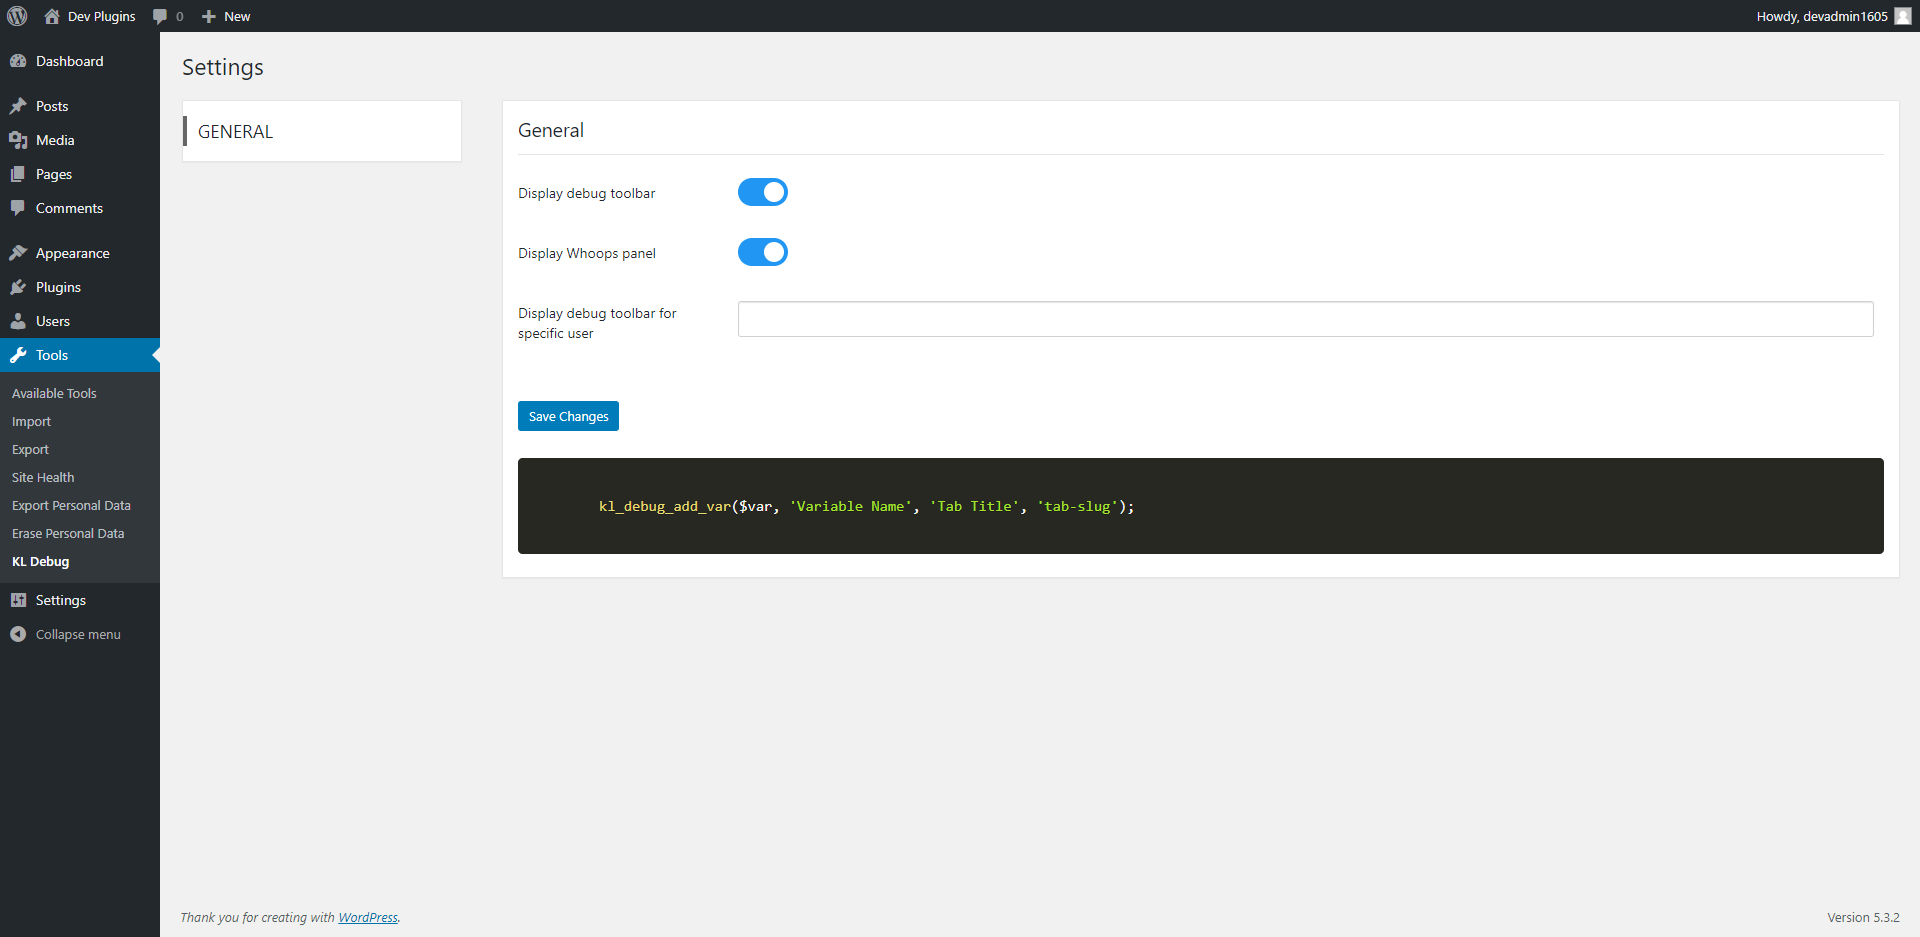 Dev Plugins 0 New Howdy, devadmin1605
Dashboard
Posts
Media
Pages
Comments
Appearance
Plugins
Users
Tools
Available Tools
Import
Export
Site Health
Export Personal Data
Erase Personal Data
KL Debug
Settings
Collapse menu
Settings
GENERAL
General
Display debug toolbar
Display Whoops panel
Display debug toolbar for
specific user
Save Changes
kl_debug_add_var($var, 'Variable Name', 'Tab Title', 'tab-slug');
Thank you for creating with WordPress.
Version 5.3.2